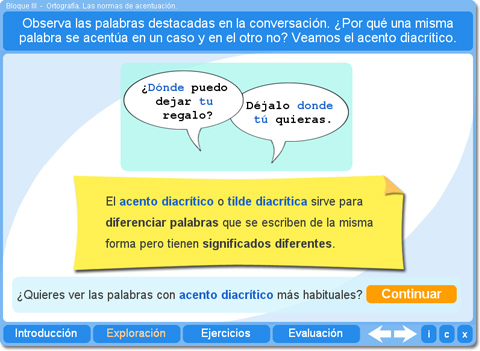 Bloque III - Ortografía. Las normas de acentuación.
Observa las palabras destacadas en la conversación. ¿Por qué una misma
palabra se acentúa en un caso y en el otro no? Veamos el acento diacrítico.
¿Dónde puedo
dejar tu
regalo?
Déjalo donde
tú quieras.
El acento diacrítico o tilde diacrítica sirve para
diferenciar palabras que se escriben de la misma
forma pero tienen significados diferentes.
¿Quieres ver las palabras con acento diacrítico más habituales? Continuar
Introducción Exploración Ejercicios Evaluación i c x